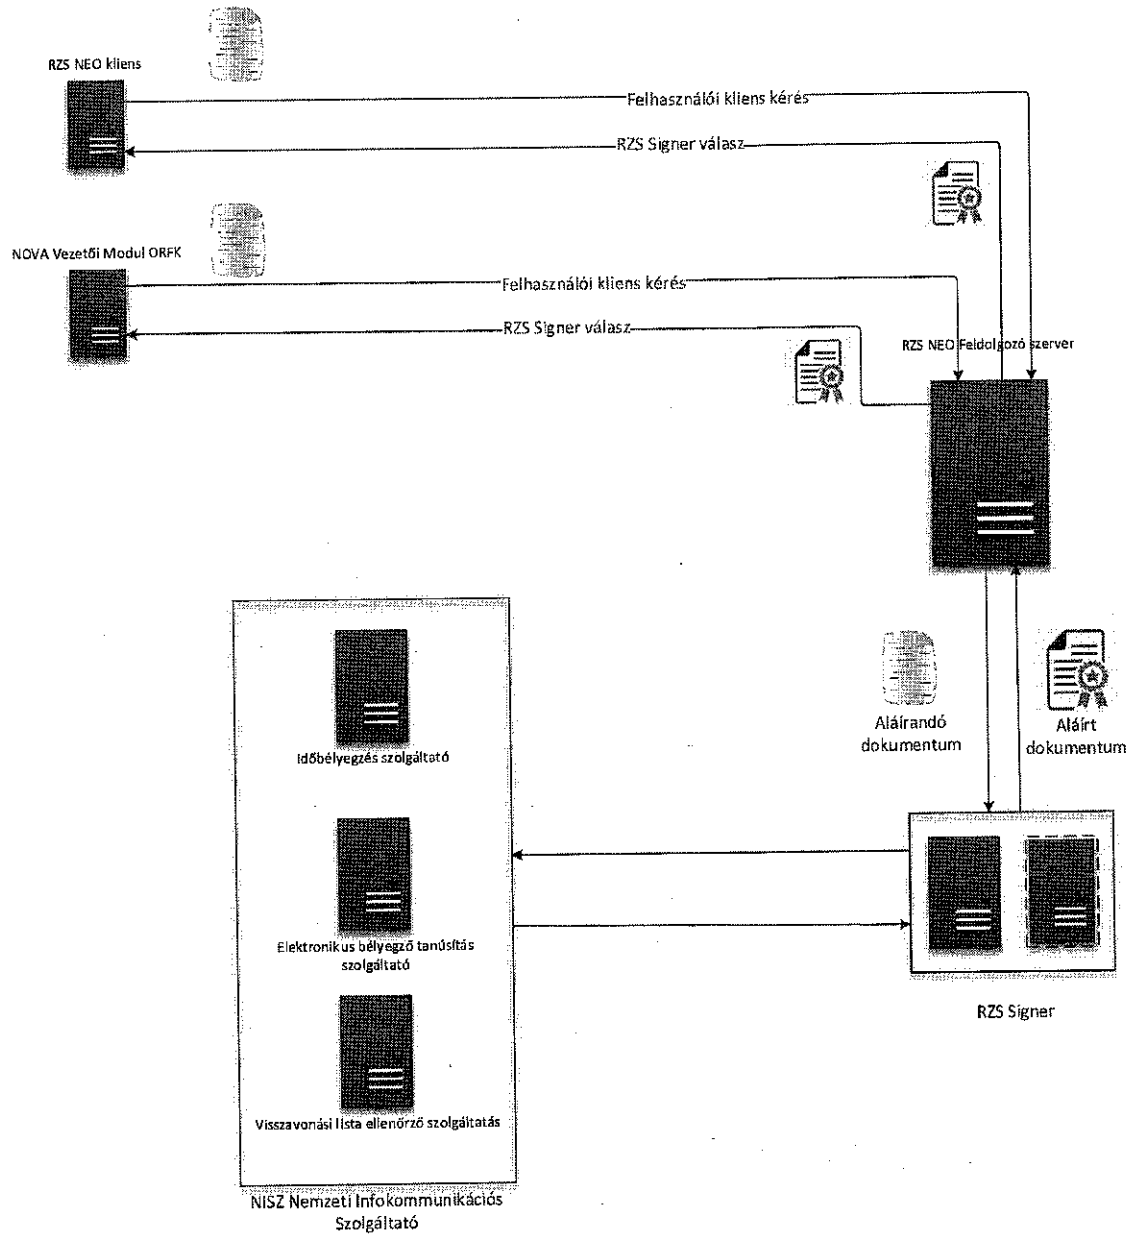 RZS NEO kliens
Felhasználói kliens kérés
RZS Signer válasz
NOVA Vezetői Modul ORFK
Felhasználói kliens kérés
RZS Signer válasz
RZS NEO Feldolgozó szerver
Aláírandó
dokumentum
Aláírt
dokumentum
Időbélyegzés szolgáltató
Elektronikus bélyegző tanúsítás
szolgáltató
RZS Signer
Visszavonási lista ellenőrző szolgáltatás
NISZ Nemzeti Infokommunikációs
Szolgáltató